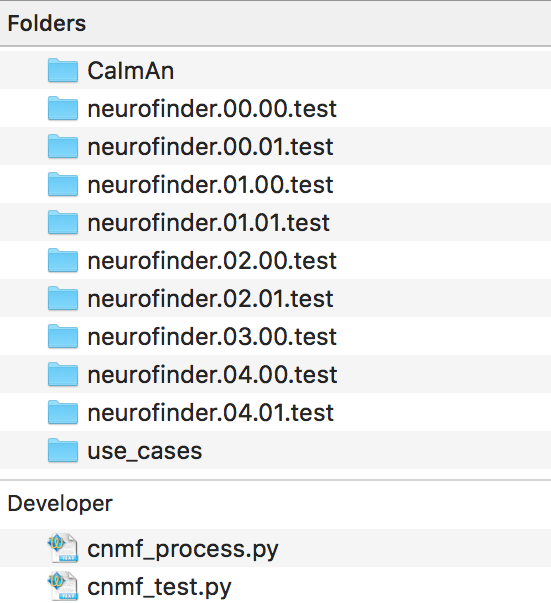 Folders
CaImAn
neurofinder.00.00.test
neurofinder.00.01.test
neurofinder.01.00.test
neurofinder.01.01.test
neurofinder.02.00.test
neurofinder.02.01.test
neurofinder.03.00.test
neurofinder.04.00.test
neurofinder.04.01.test
use_cases
Developer
cnmf_process.py
cnmf_test.py